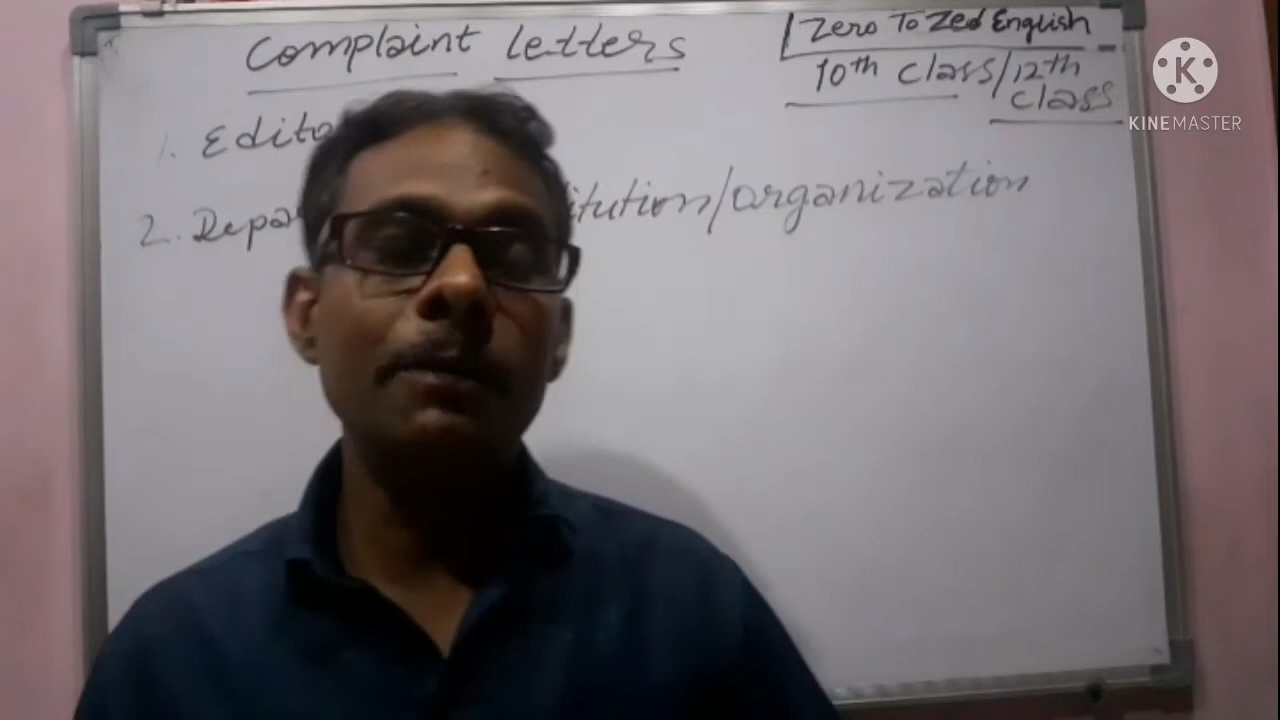 Complaint Letters
Zero To Zed English
10th class/12th
class
1. Edito
2. Depa itution/organization
K
KINEMASTER